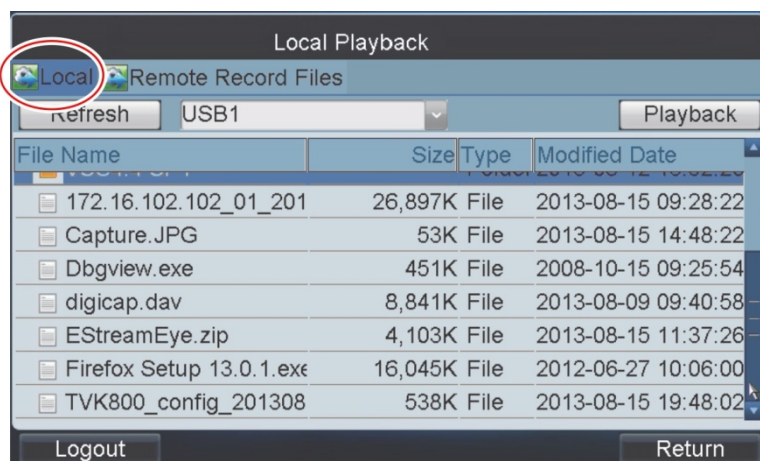 Local Playback
Local Remote Record Files
Refresh USB1 Playback
File Name Size Type Modified Date
172.16.102.102_01_201 26,897K File 2013-08-15 09:28:22
Capture.JPG 53K File 2013-08-15 14:48:22
Dbgview.exe 451K File 2008-10-15 09:25:54
digicap.dav 8,841K File 2013-08-09 09:40:58
EStreamEye.zip 4,103K File 2013-08-15 11:37:26
Firefox Setup 13.0.1.exe 16,045K File 2012-06-27 10:06:00
TVK800_config_201308 538K File 2013-08-15 19:48:02
Logout Return